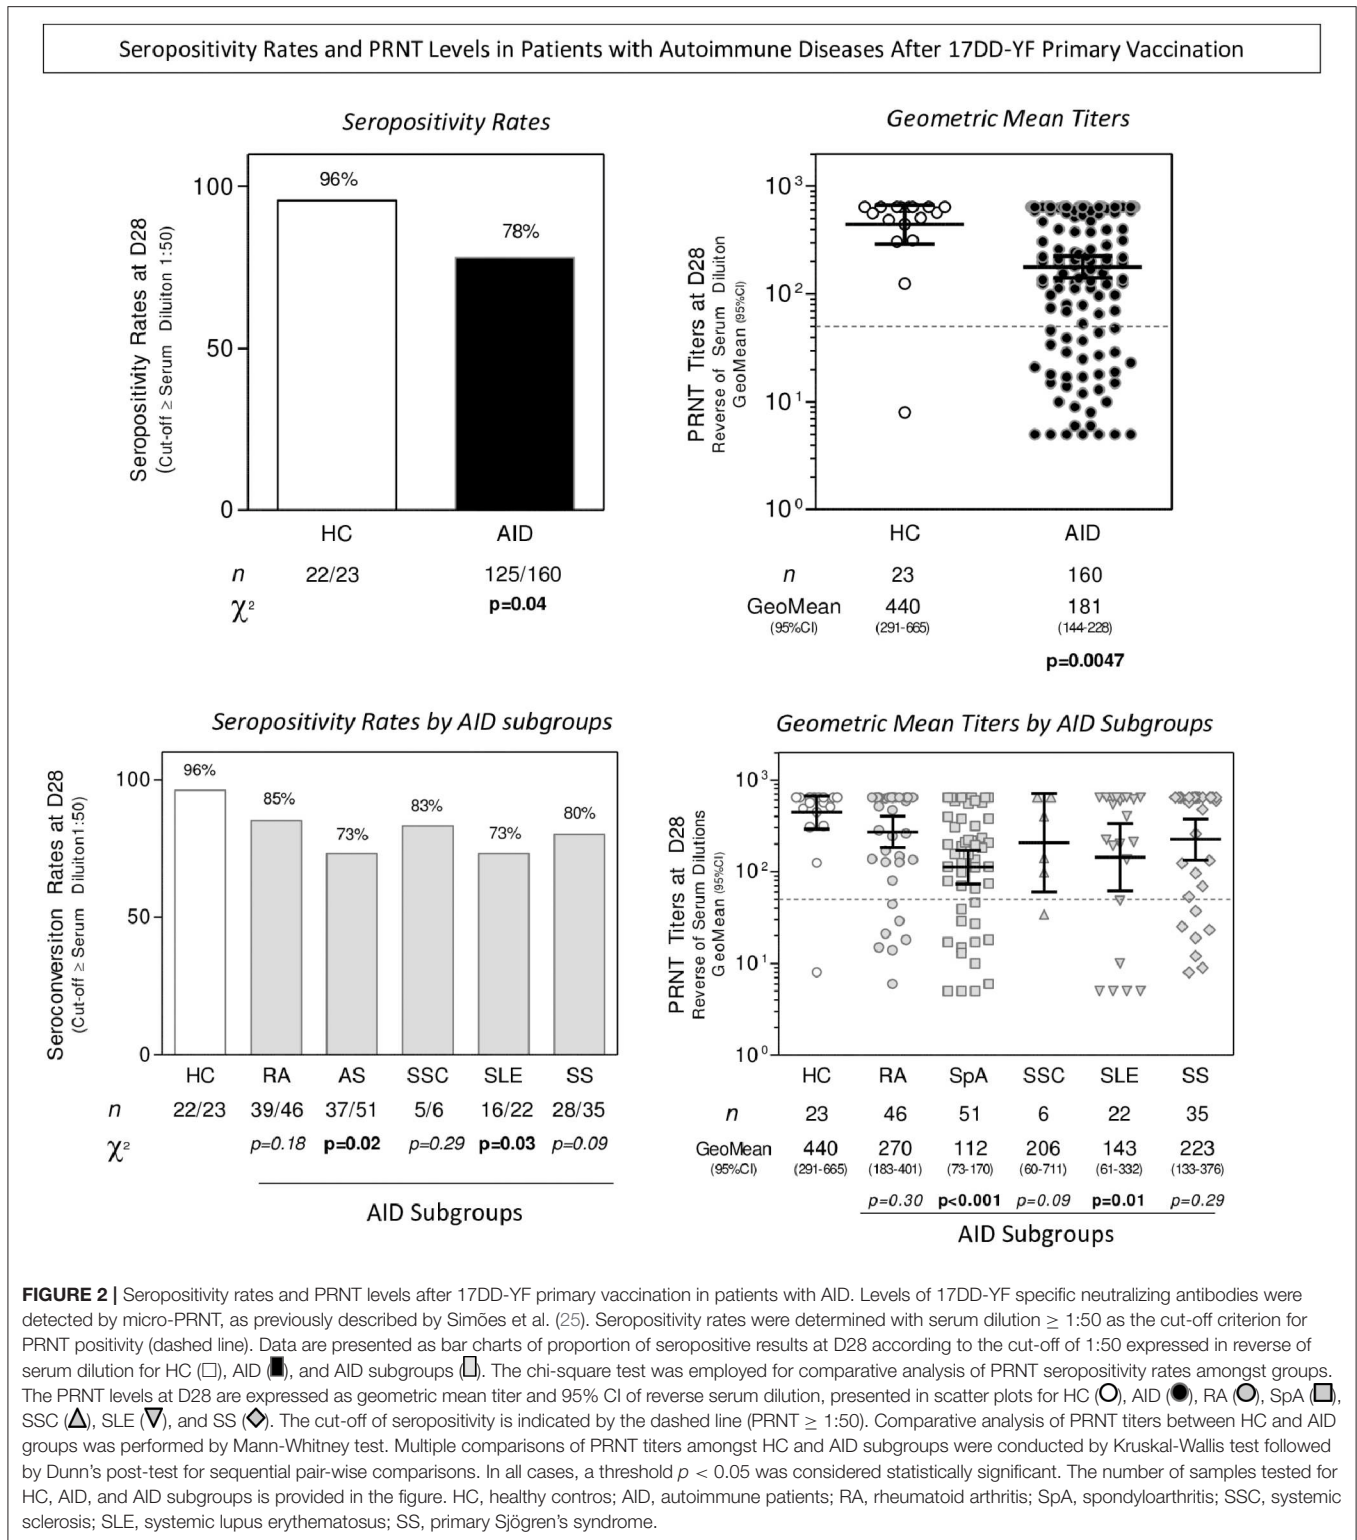 Seropositivity Rates and PRNT Levels in Patients with Autoimmune Diseases After 17DD-YF Primary Vaccination
Seropositivity Rates
Seropositivity Rates at D28
(Cut-off ≥ Serum Diluiton 1:50)
100
50
0
96%
78%
HC
AID
n
22/23
125/160
χ²
p=0.04
Geometric Mean Titers
PRNT Titers at D28
Reverse of Serum Diluiton
GeoMean (95%CI)
10³
10²
10¹
10⁰
HC
AID
n
23
160
GeoMean
440
181
(95%CI)
(291-665)
(144-228)
p=0.0047
Seropositivity Rates by AID subgroups
Seroconversiton Rates at D28
(Cut-off ≥ Serum Diluiton1:50)
100
50
0
96%
85%
73%
83%
73%
80%
HC RA AS SSC SLE SS
n 22/23 39/46 37/51 5/6 16/22 28/35
χ² p=0.18 p=0.02 p=0.29 p=0.03 p=0.09
AID Subgroups
Geometric Mean Titers by AID Subgroups
PRNT Titers at D28
Reverse of Serum Dilutions
GeoMean (95%CI)
10³
10²
10¹
10⁰
HC RA SpA SSC SLE SS
n 23 46 51 6 22 35
GeoMean 440 270 112 206 143 223
(95%CI) (291-665) (183-401) (73-170) (60-711) (61-332) (133-376)
p=0.30 p<0.001 p=0.09 p=0.01 p=0.29
AID Subgroups
FIGURE 2 | Seropositivity rates and PRNT levels after 17DD-YF primary vaccination in patients with AID. Levels of 17DD-YF specific neutralizing antibodies were
detected by micro-PRNT, as previously described by Simões et al. (25). Seropositivity rates were determined with serum dilution ≥ 1:50 as the cut-off criterion for
PRNT positivity (dashed line). Data are presented as bar charts of proportion of seropositive results at D28 according to the cut-off of 1:50 expressed in reverse of
serum dilution for HC (□), AID (■), and AID subgroups (□). The chi-square test was employed for comparative analysis of PRNT seropositivity rates amongst groups.
The PRNT levels at D28 are expressed as geometric mean titer and 95% CI of reverse serum dilution, presented in scatter plots for HC (○), AID (●), RA (○), SpA (□),
SSC (△), SLE (▽), and SS (◇). The cut-off of seropositivity is indicated by the dashed line (PRNT ≥ 1:50). Comparative analysis of PRNT titers between HC and AID
groups was performed by Mann-Whitney test. Multiple comparisons of PRNT titers amongst HC and AID subgroups were conducted by Kruskal-Wallis test followed
by Dunn's post-test for sequential pair-wise comparisons. In all cases, a threshold p < 0.05 was considered statistically significant. The number of samples tested for
HC, AID, and AID subgroups is provided in the figure. HC, healthy contros; AID, autoimmune patients; RA, rheumatoid arthritis; SpA, spondyloarthritis; SSC, systemic
sclerosis; SLE, systemic lupus erythematosus; SS, primary Sjögren's syndrome.